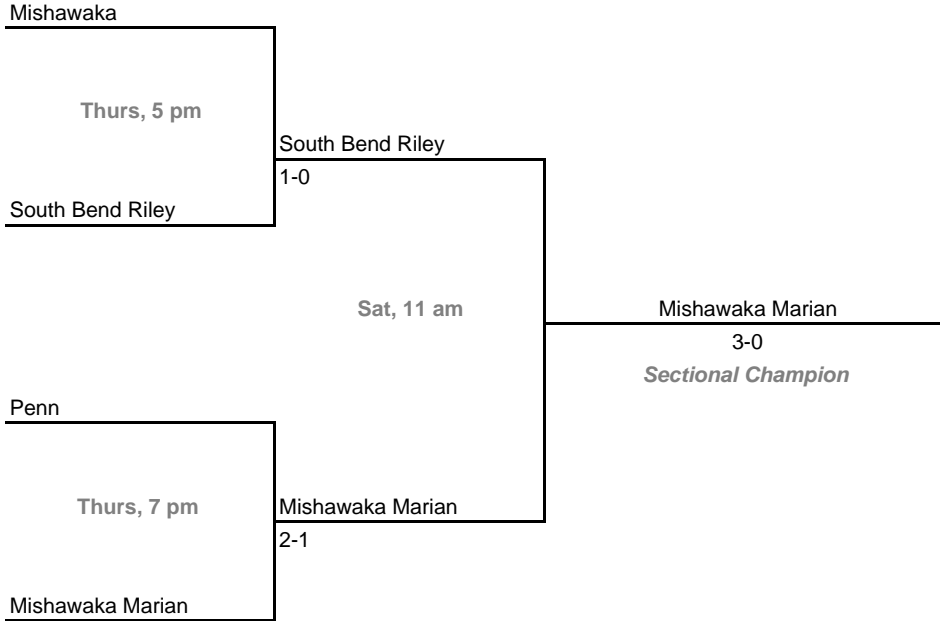 Mishawaka
Thurs, 5 pm
South Bend Riley
1-0
South Bend Riley
Sat, 11 am
Mishawaka Marian
3-0
Sectional Champion
Penn
Thurs, 7 pm
Mishawaka Marian
2-1
Mishawaka Marian